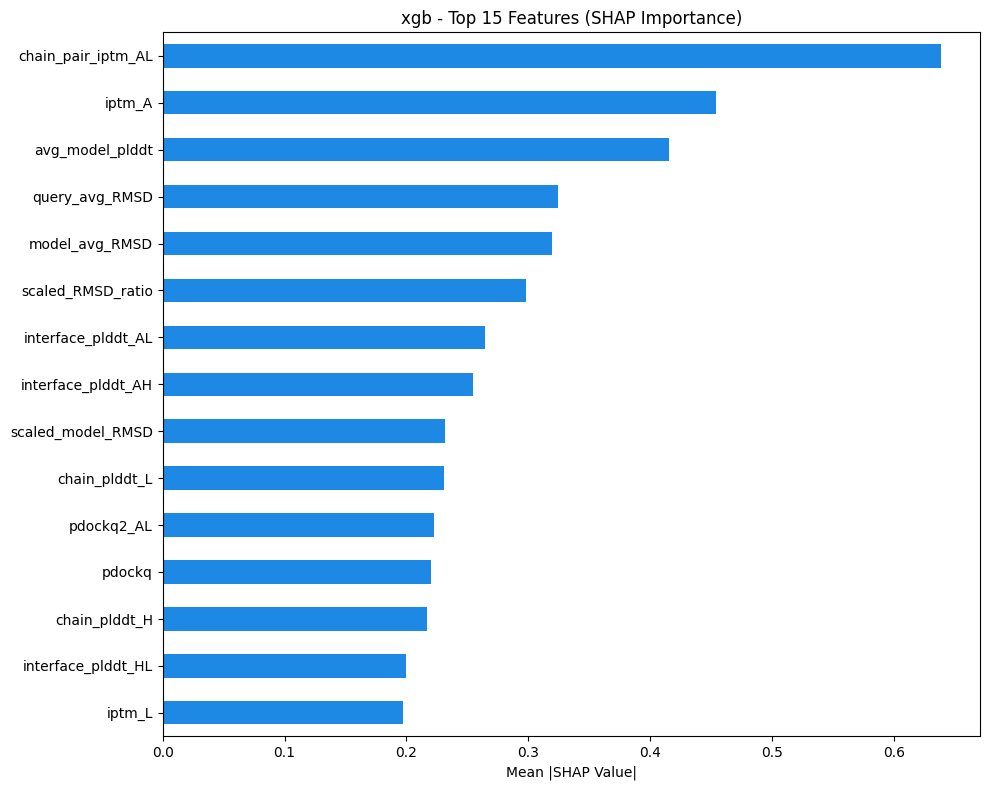 xgb - Top 15 Features (SHAP Importance)
chain_pair_iptm_AL
iptm_A
avg_model_plddt
query_avg_RMSD
model_avg_RMSD
scaled_RMSD_ratio
interface_plddt_AL
interface_plddt_AH
scaled_model_RMSD
chain_plddt_L
pdockq2_AL
pdockq
chain_plddt_H
interface_plddt_HL
iptm_L
0.0 0.1 0.2 0.3 0.4 0.5 0.6
Mean |SHAP Value|